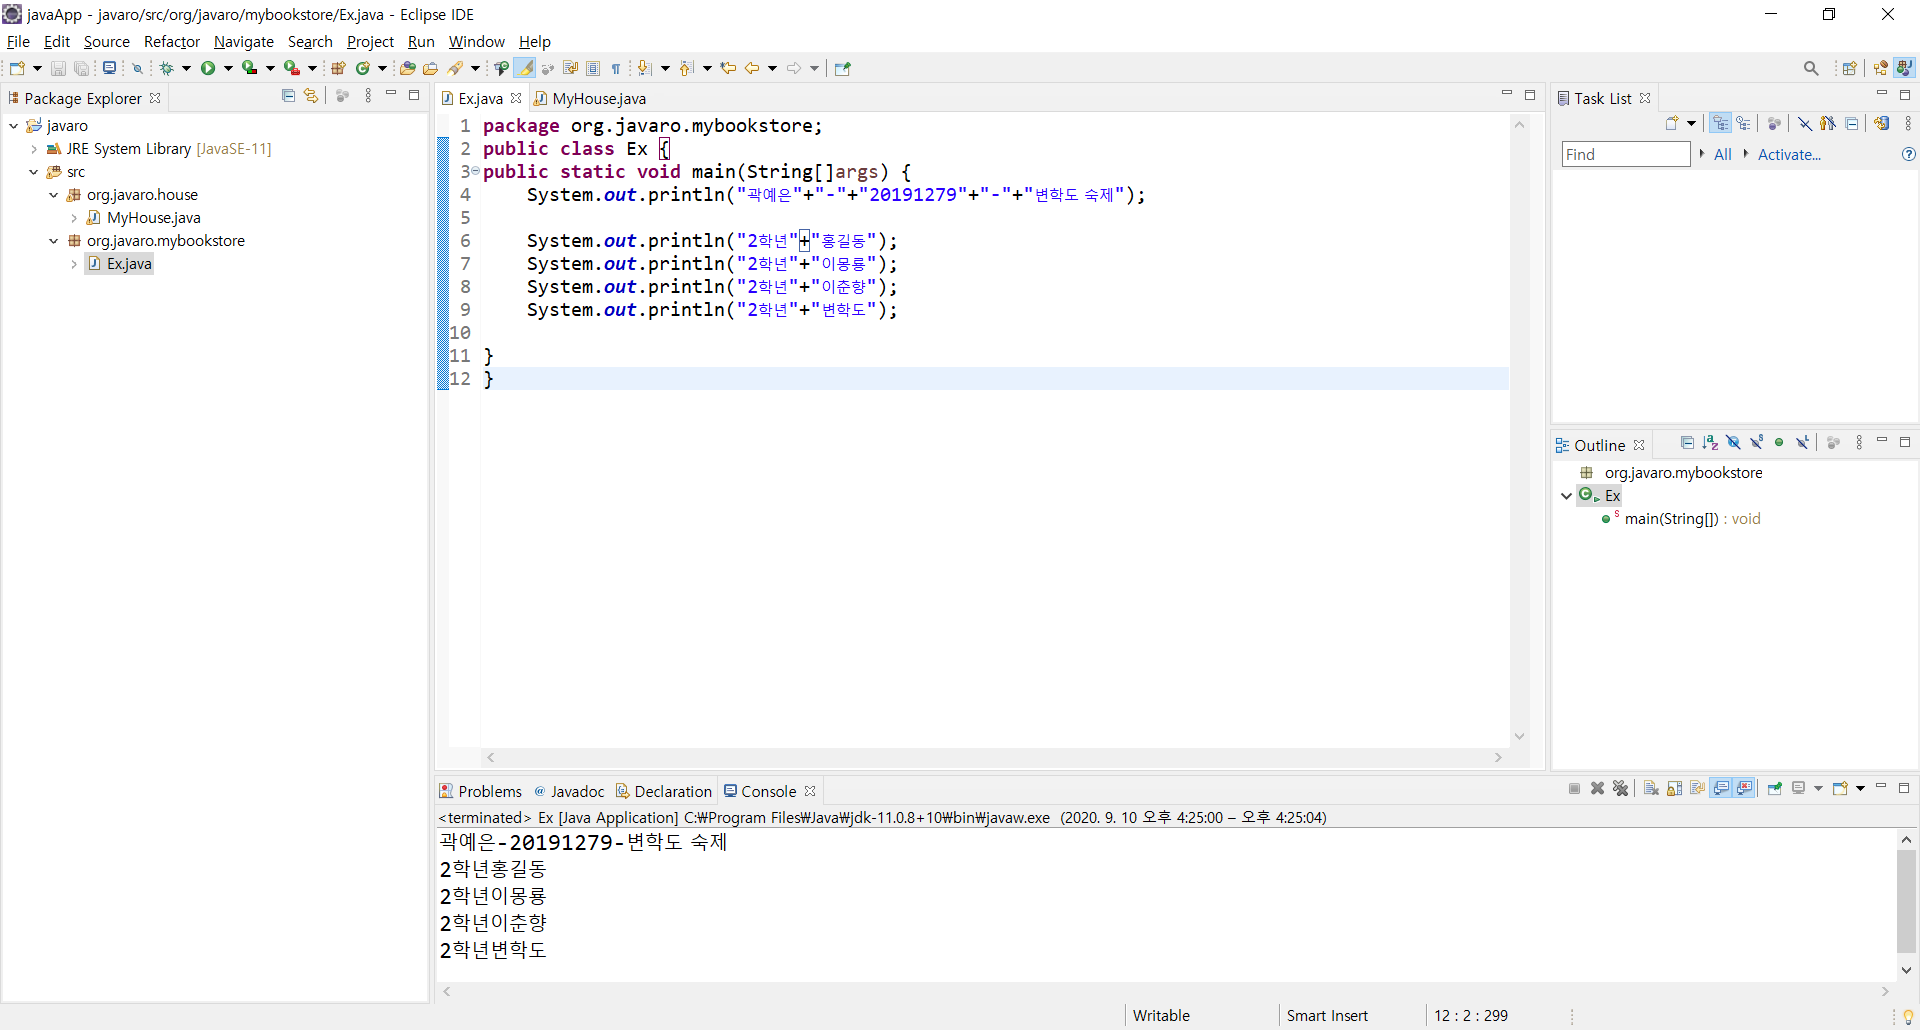 javaApp - javaro/src/org/javaro/mybookstore/Ex.java - Eclipse IDE
File Edit Source Refactor Navigate Search Project Run Window Help
Package Explorer
javaro
JRE System Library [JavaSE-11]
src
org.javaro.house
MyHouse.java
org.javaro.mybookstore
Ex.java
Ex.java MyHouse.java
1 package org.javaro.mybookstore;
2 public class Ex {
3 public static void main(String[]args) {
4 System.out.println("곽예은"+"-"+"20191279"+"-"+"변학도 숙제");
5
6 System.out.println("2학년"+"홍길동");
7 System.out.println("2학년"+"이몽룡");
8 System.out.println("2학년"+"이춘향");
9 System.out.println("2학년"+"변학도");
10
11 }
12 }
Task List
Find All Activate...
Outline
org.javaro.mybookstore
Ex
main(String[]) : void
Problems Javadoc Declaration Console
<terminated> Ex [Java Application] C:₩Program Files₩Java₩jdk-11.0.8+10₩bin₩javaw.exe (2020. 9. 10 오후 4:25:00 – 오후 4:25:04)
곽예은-20191279-변학도 숙제
2학년홍길동
2학년이몽룡
2학년이춘향
2학년변학도
Writable Smart Insert 12 : 2 : 299